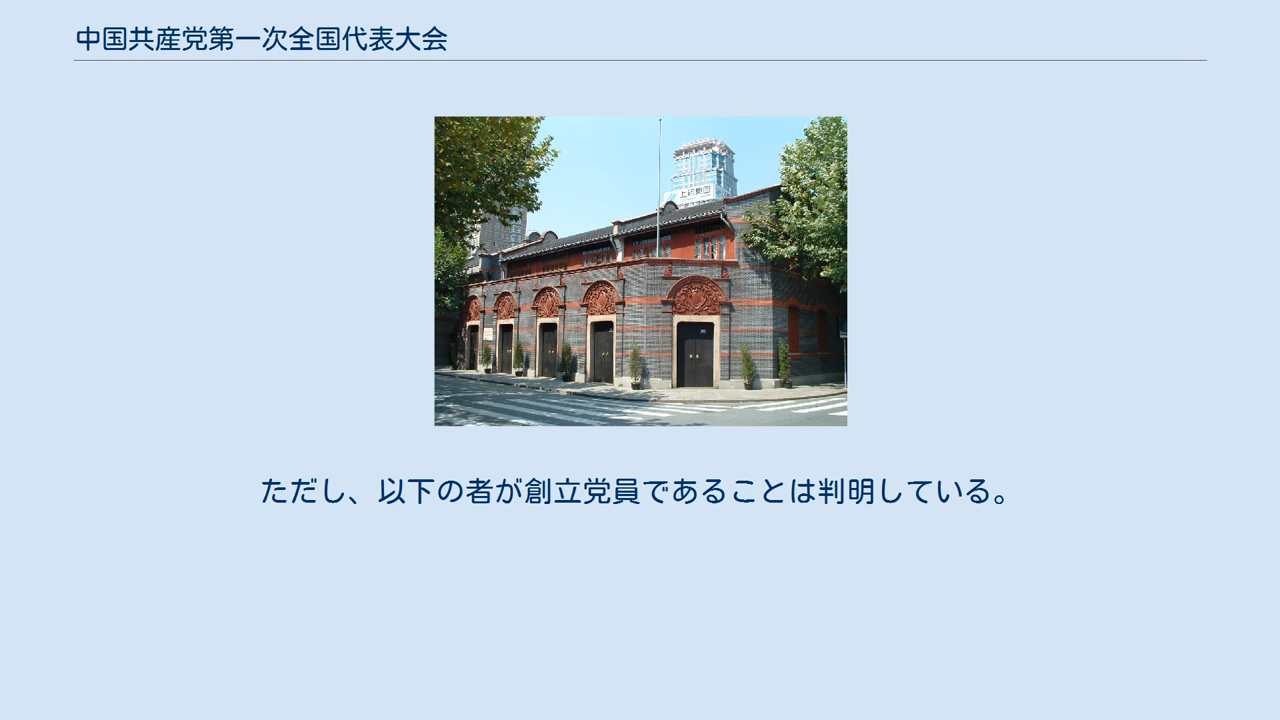 中国共産党第一次全国代表大会
ただし、以下の者が創立党員であることは判明している。